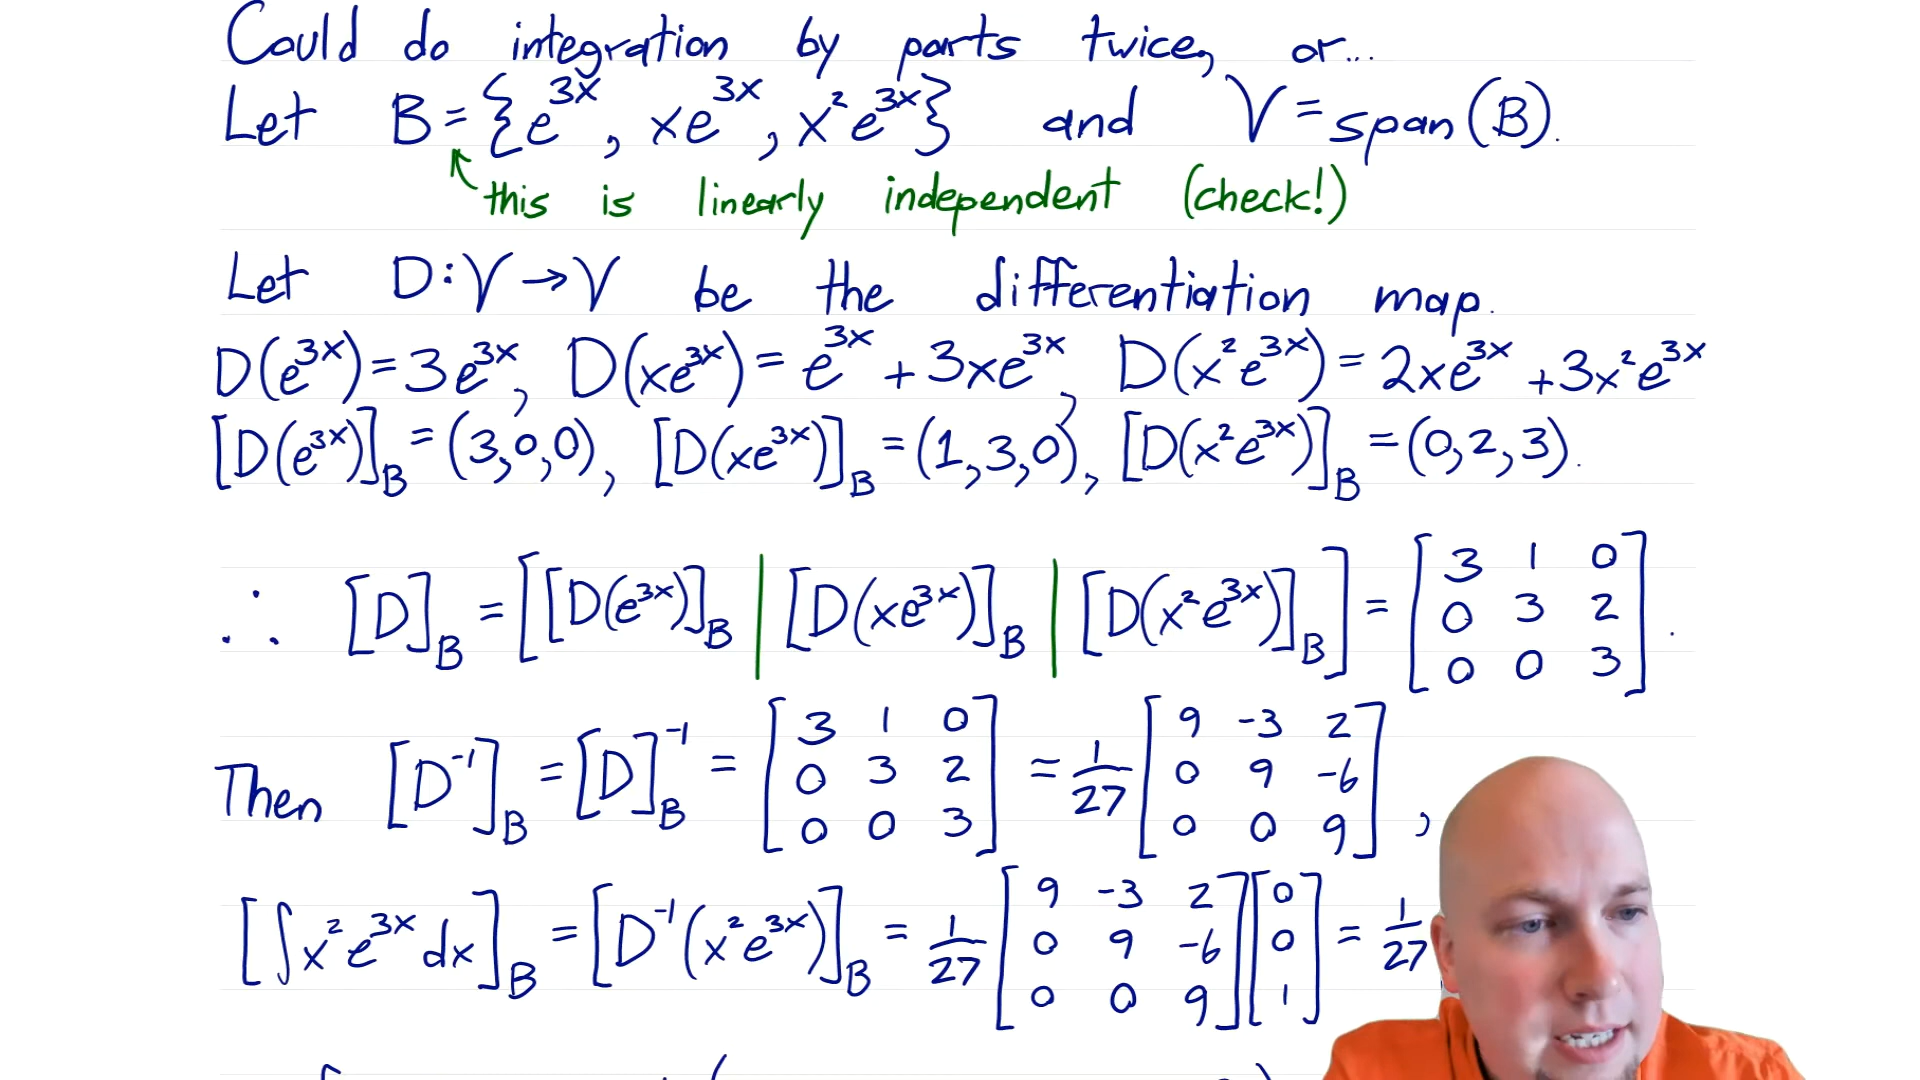 Could do integration by parts twice, or...
Let B = {e^{3x}, xe^{3x}, x^2e^{3x}} and V = span(B).
this is linearly independent (check!)
Let D: V → V be the differentiation map.
D(e^{3x}) = 3e^{3x}, D(xe^{3x}) = e^{3x} + 3xe^{3x}, D(x^2e^{3x}) = 2xe^{3x} + 3x^2e^{3x}
[D(e^{3x})]_B = (3,0,0), [D(xe^{3x})]_B = (1,3,0), [D(x^2e^{3x})]_B = (0,2,3).
∴ [D]_B = [[D(e^{3x})]_B | [D(xe^{3x})]_B | [D(x^2e^{3x})]_B] = [3 1 0; 0 3 2; 0 0 3].
Then [D^{-1}]_B = [D]_B^{-1} = [3 1 0; 0 3 2; 0 0 3] = 1/27 [9 -3 2; 0 9 -6; 0 0 9],
[∫x^2e^{3x} dx]_B = [D^{-1}(x^2e^{3x})]_B = 1/27 [9 -3 2; 0 9 -6; 0 0 9][0; 0; 1] = 1/27